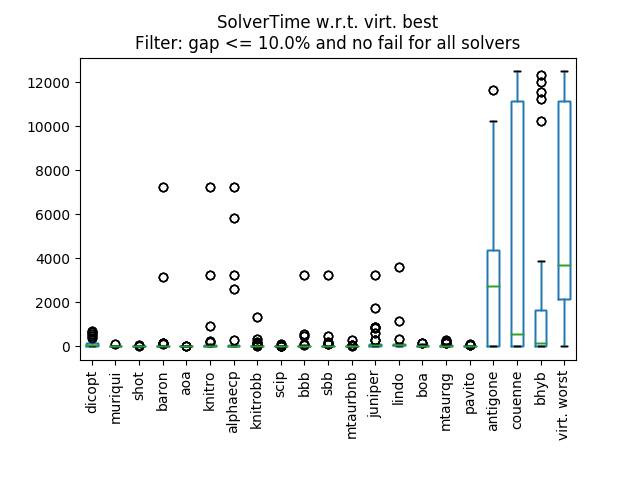 SolverTime w.r.t. virt. best
Filter: gap <= 10.0% and no fail for all solvers
12000
10000
8000
6000
4000
2000
0
dicopt
muriqui
shot
baron
aoa
knitro
alphaecp
knitrobb
scip
bbb
sbb
mtaurbnb
juniper
lindo
boa
mtaurqg
pavito
antigone
couenne
bhyb
virt. worst